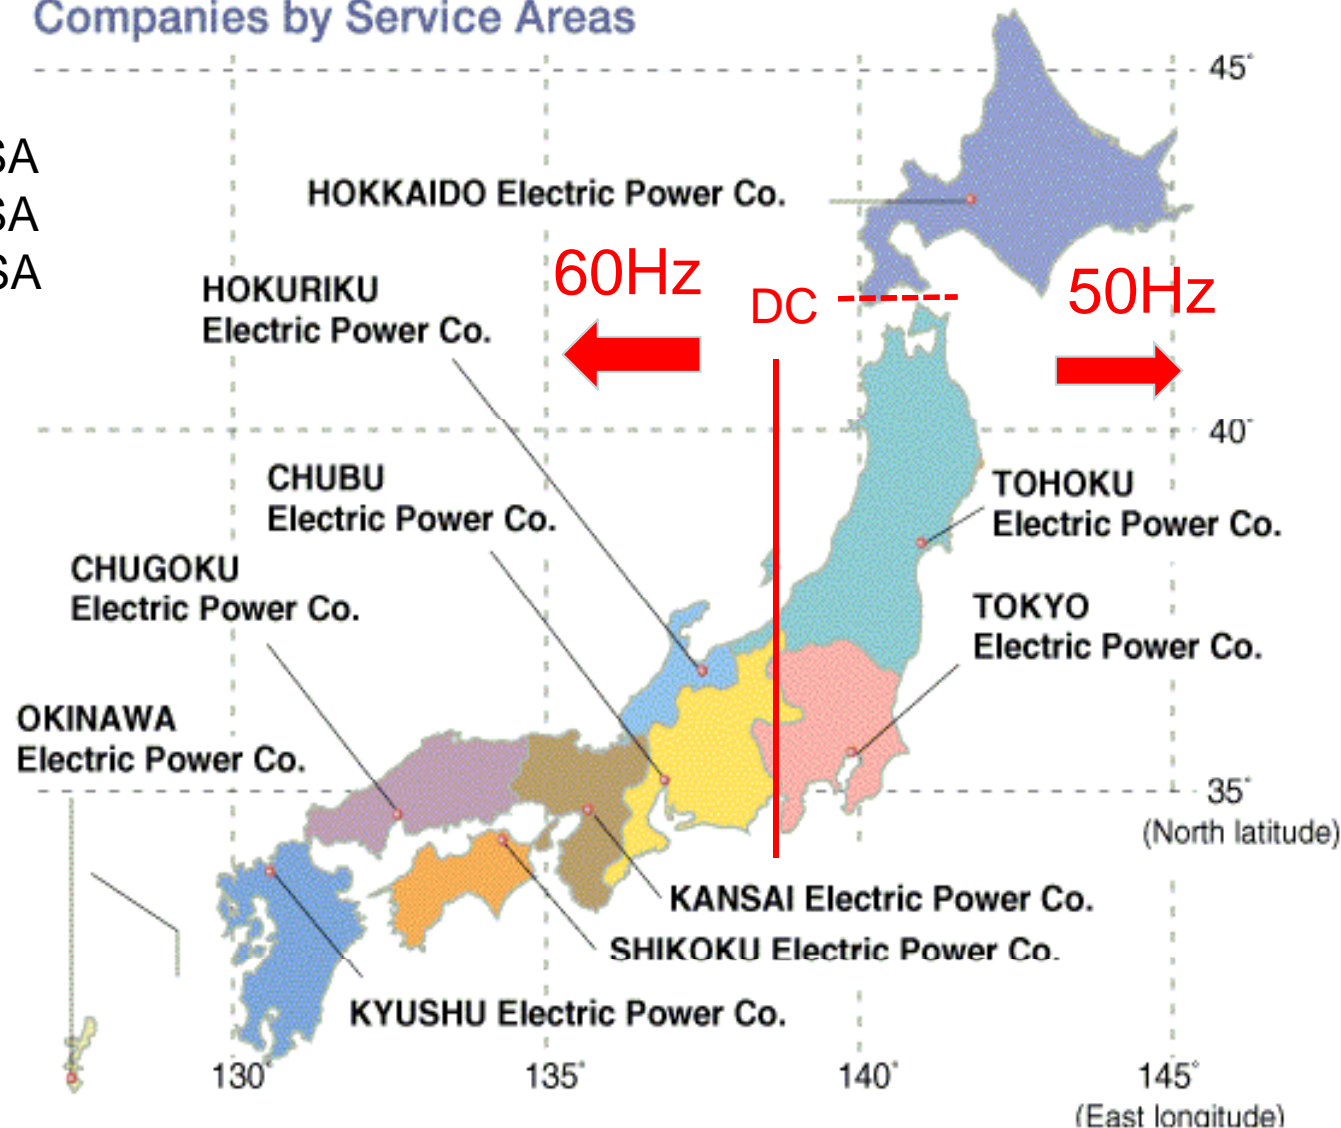 Companies by Service Areas
45°
SA
SA
SA
HOKKAIDO Electric Power Co.
60Hz
50Hz
DC
HOKURIKU
Electric Power Co.
40°
CHUBU
Electric Power Co.
TOHOKU
Electric Power Co.
CHUGOKU
Electric Power Co.
TOKYO
Electric Power Co.
OKINAWA
Electric Power Co.
35°
(North latitude)
KANSAI Electric Power Co.
SHIKOKU Electric Power Co.
KYUSHU Electric Power Co.
130°
135°
140°
145°
(East longitude)